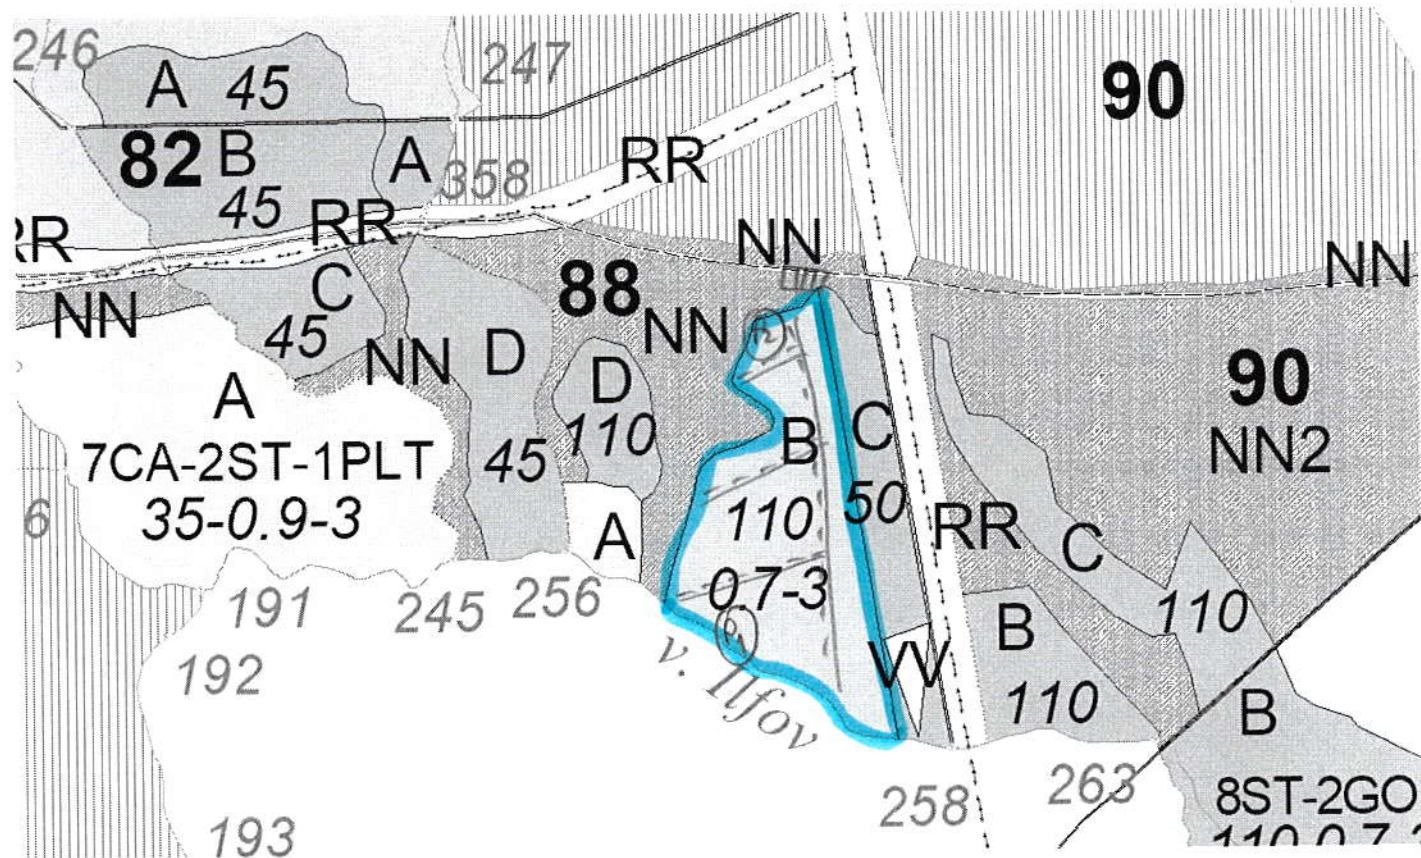 246
247
A 45
90
82 B
A
358
RR
45
RR
RR
NN
NN
88
C
NN
NN
45
NN
D
D
90
A
B
C
NN2
7CA-2ST-1PLT
110
45
35-0.9-3
6
110
50
RR
C
A
191
245
256
0.7-3
110
B
v. Ilfov
VV
192
110
B
258
263
8ST-2GO
193